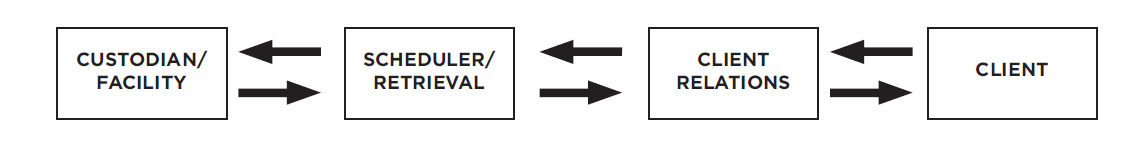 CUSTODIAN/
FACILITY
SCHEDULER/
RETRIEVAL
CLIENT
RELATIONS
CLIENT